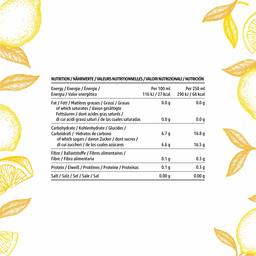 NUTRITION / NÄHRWERTE / VALEURS NUTRITIONNELLES / VALORI NUTRIZIONALI / NUTRICIÓN
Energy / Energie / Énergie / Per 100 ml Per 250 ml
Energia / Valor energético 116 kJ / 27 kcal 290 kJ / 68 kcal
Fat / Fett / Matières grasses / Grassi / Grasas 0.0 g 0.0 g
of which saturates / davon gesättigte
Fettsäuren / dont acides gras saturés /
di cui acidi grassi saturi / de las cuales saturadas 0.0 g 0.0 g
Carbohydrate / Kohlenhydrate / Glucides /
Carboidrati / Hidratos de carbono 6.7 g 16.8 g
of which sugars / davon Zucker / dont sucres /
di cui zuccheri / de los cuales azúcares 6.6 g 16.5 g
Fibre / Ballaststoffe / Fibres alimentaires /
Fibre / Fibra alimentaria 0.1 g 0.3 g
Protein / Eiweiß / Protéines / Proteine / Proteínas 0.1 g 0.3 g
Salt / Salz / Sel / Sale / Sal 0.00 g 0.00 g